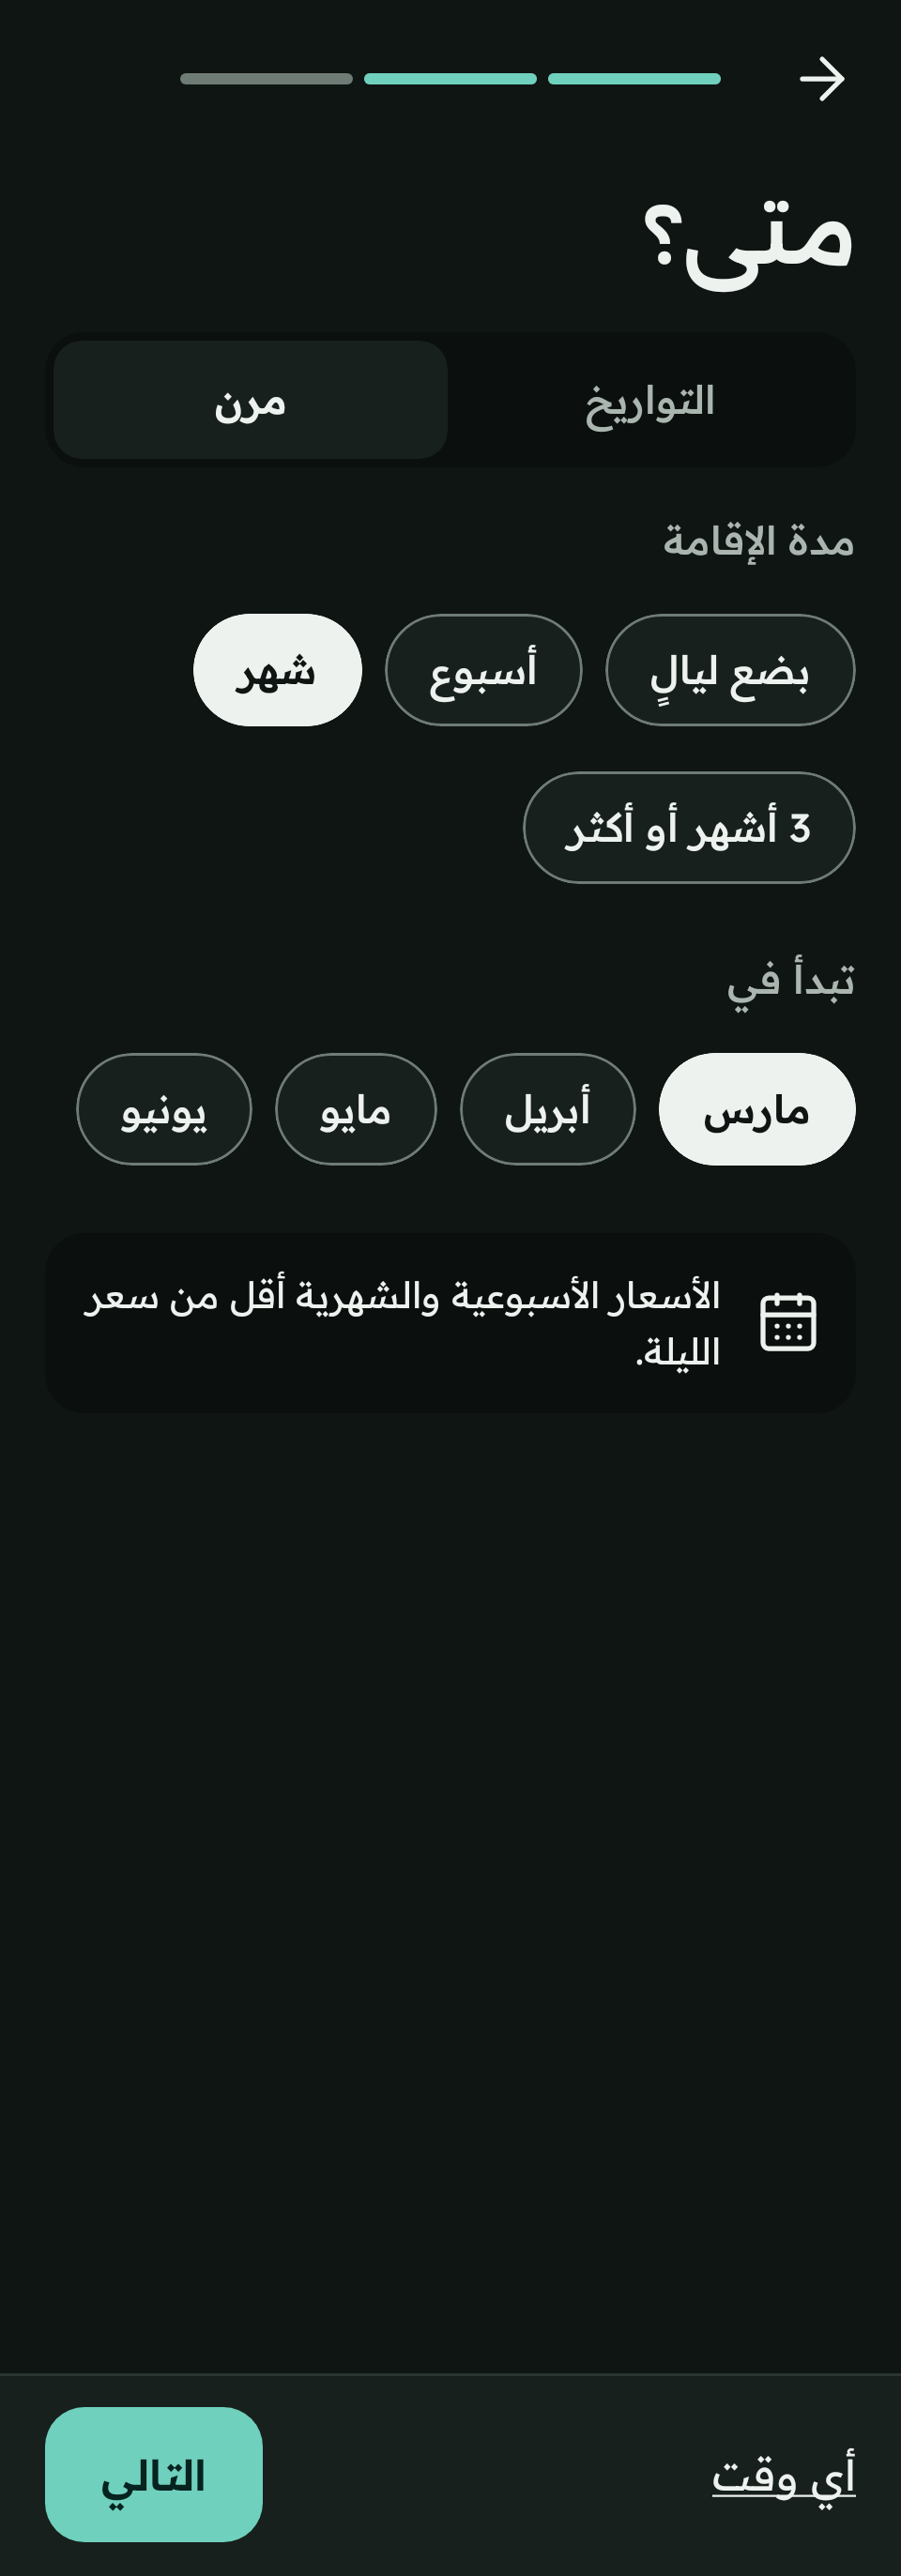 متى؟
التواريخ
مرن
مدة الإقامة
بضع ليالٍ
أسبوع
شهر
3 أشهر أو أكثر
تبدأ في
مارس
أبريل
مايو
يونيو
الأسعار الأسبوعية والشهرية أقل من سعر
الليلة.
أي وقت
التالي